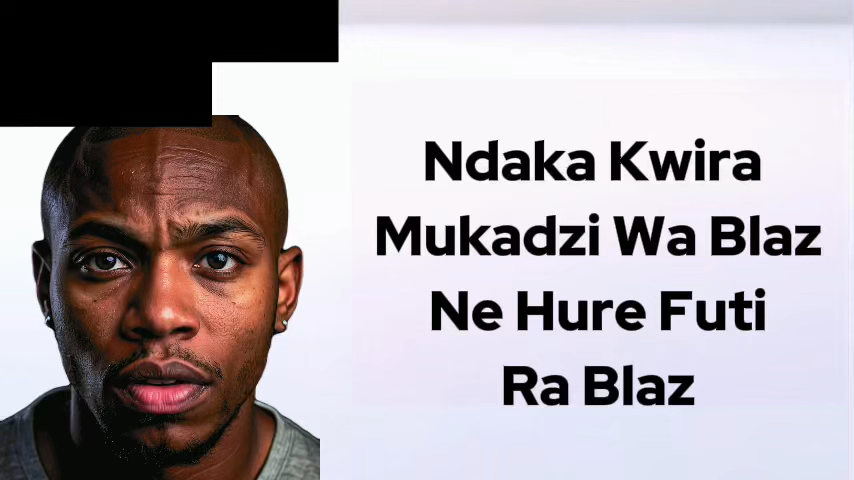 Ndaka Kwira
Mukadzi Wa Blaz
Ne Hure Futi
Ra Blaz